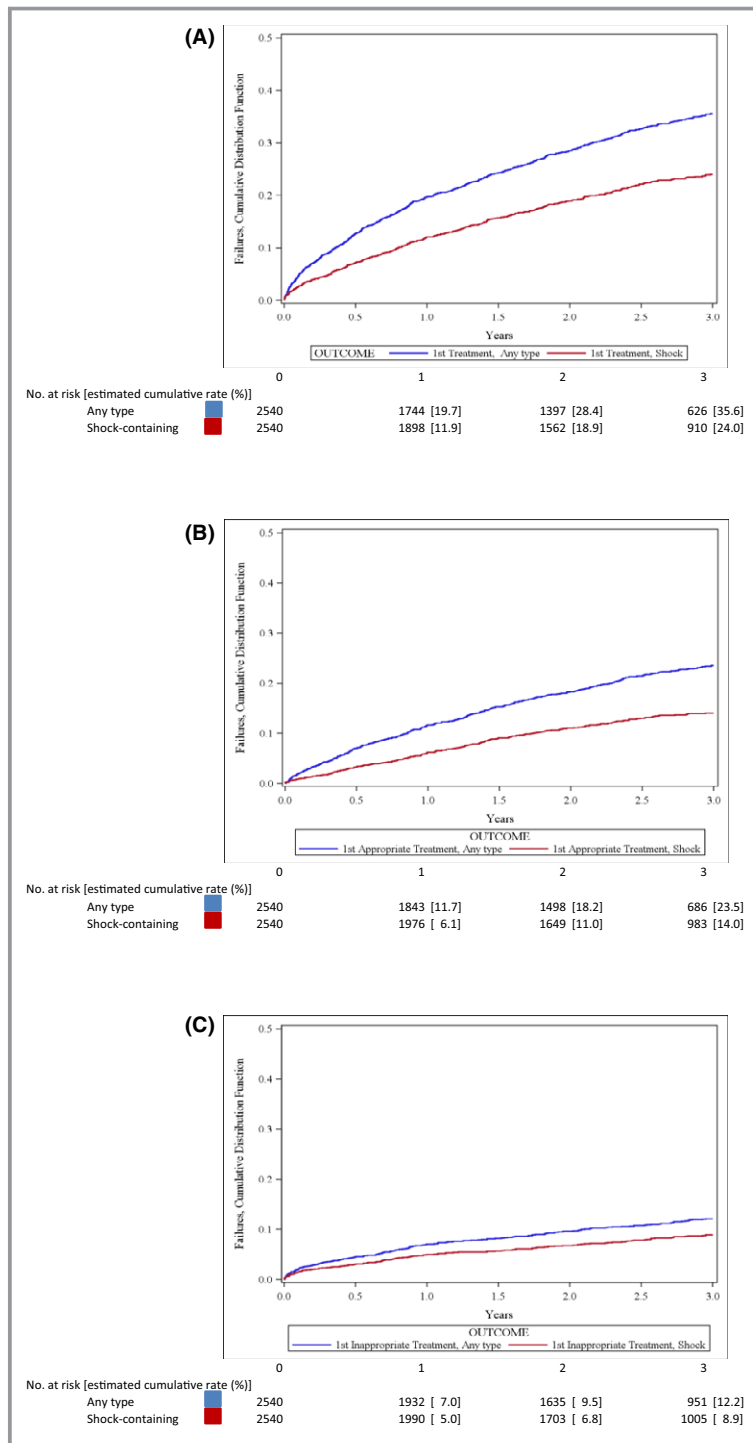 (A)
0.5
0.4
0.3
0.2
0.1
0.0
Failures, Cumulative Distribution Function
0.0 0.5 1.0 1.5 2.0 2.5 3.0
Years
OUTCOME 1st Treatment, Any type 1st Treatment, Shock
0 1 2 3
No. at risk [estimated cumulative rate (%)]
Any type 2540 1744 [19.7] 1397 [28.4] 626 [35.6]
Shock-containing 2540 1898 [11.9] 1562 [18.9] 910 [24.0]
(B)
0.5
0.4
0.3
0.2
0.1
0.0
Failures, Cumulative Distribution Function
0.0 0.5 1.0 1.5 2.0 2.5 3.0
Years
OUTCOME
1st Appropriate Treatment, Any type 1st Appropriate Treatment, Shock
0 1 2 3
No. at risk [estimated cumulative rate (%)]
Any type 2540 1843 [11.7] 1498 [18.2] 686 [23.5]
Shock-containing 2540 1976 [ 6.1] 1649 [11.0] 983 [14.0]
(C)
0.5
0.4
0.3
0.2
0.1
0.0
Failures, Cumulative Distribution Function
0.0 0.5 1.0 1.5 2.0 2.5 3.0
Years
OUTCOME
1st Inappropriate Treatment, Any type 1st Inappropriate Treatment, Shock
0 1 2 3
No. at risk [estimated cumulative rate (%)]
Any type 2540 1932 [ 7.0] 1635 [ 9.5] 951 [12.2]
Shock-containing 2540 1990 [ 5.0] 1703 [ 6.8] 1005 [ 8.9]